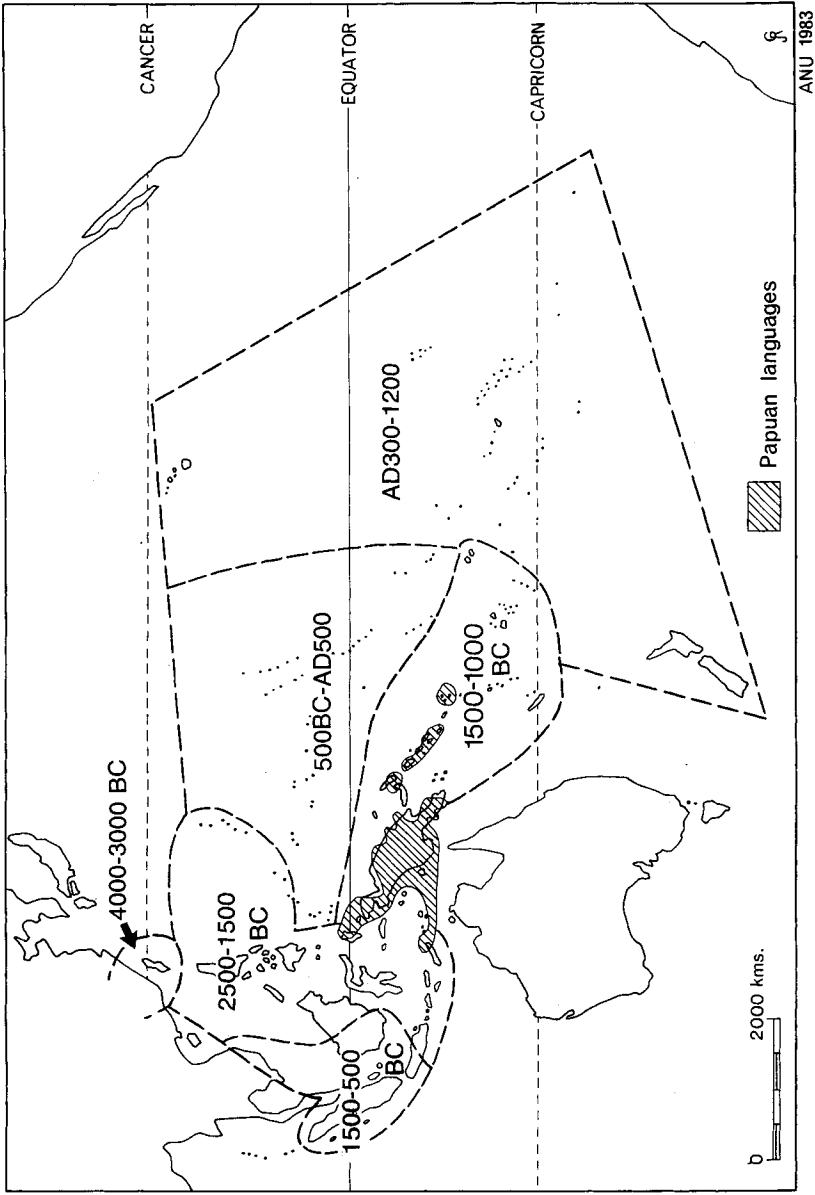 CANCER
EQUATOR
CAPRICORN
4000-3000 BC
2500-1500
BC
500BC-AD500
AD300-1200
1500-500
BC
1500-1000
BC
Papuan languages
0
2000 kms.
ANU 1983